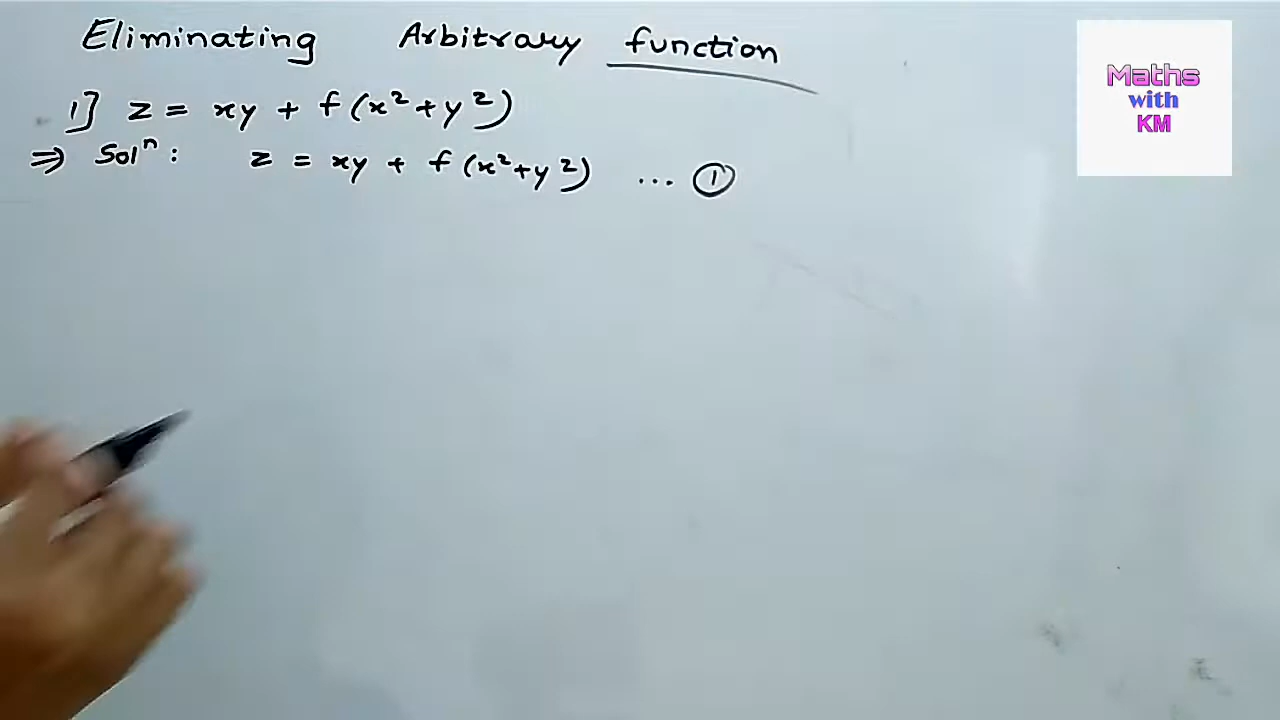 Eliminating Arbitrary function
1] z = xy + f(x²+y²)
⇒ Solⁿ : z = xy + f(x²+y²) ... ①
Maths
with
KM